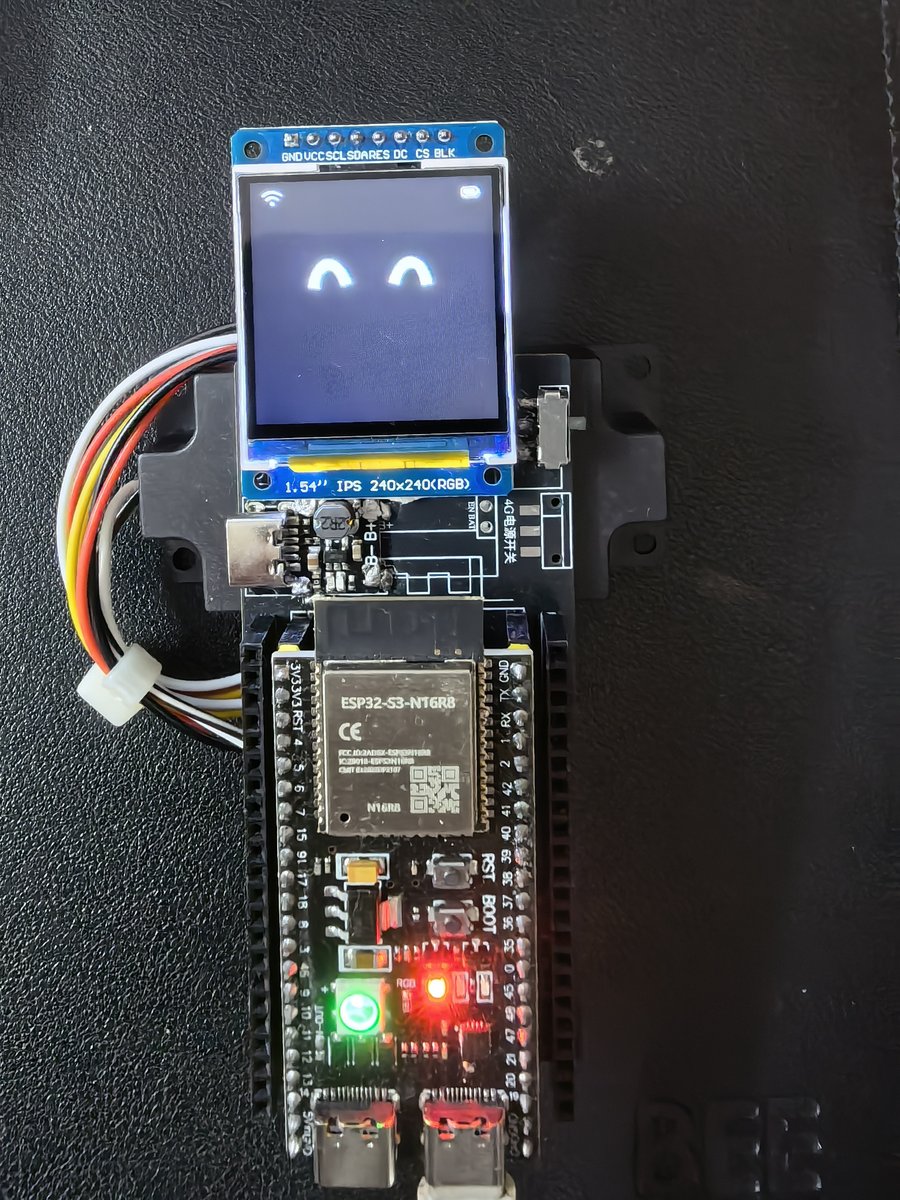 GND VCC SCL SDA RES DC CS BLK
1.54'' IPS 240x240(RGB)
EN BAT
4G电源开关
B+
B-
2R2
ESP32-S3-N16R8
CE
N16R8
3V3 3V3 RST 4 5 6 7 15 16 17 18 8 3 46 9 10 11 12 13
GND TX RX 1 2 42 41 40 39 38 37 36 35 0 45 48 47 21 20 19
RST
BOOT
RGB
BEE